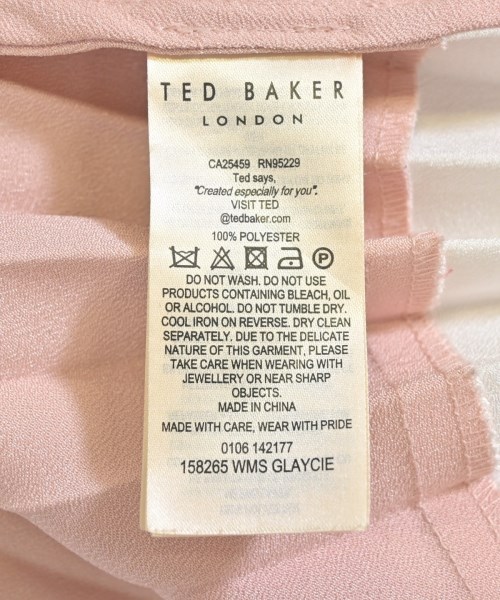 TED BAKER
LONDON
CA25459 RN95229
Ted says,
"Created especially for you".
VISIT TED
@tedbaker.com
100% POLYESTER
P
DO NOT WASH. DO NOT USE
PRODUCTS CONTAINING BLEACH, OIL
OR ALCOHOL. DO NOT TUMBLE DRY.
COOL IRON ON REVERSE. DRY CLEAN
SEPARATELY. DUE TO THE DELICATE
NATURE OF THIS GARMENT, PLEASE
TAKE CARE WHEN WEARING WITH
JEWELLERY OR NEAR SHARP
OBJECTS.
MADE IN CHINA
MADE WITH CARE, WEAR WITH PRIDE
0106 142177
158265 WMS GLAYCIE